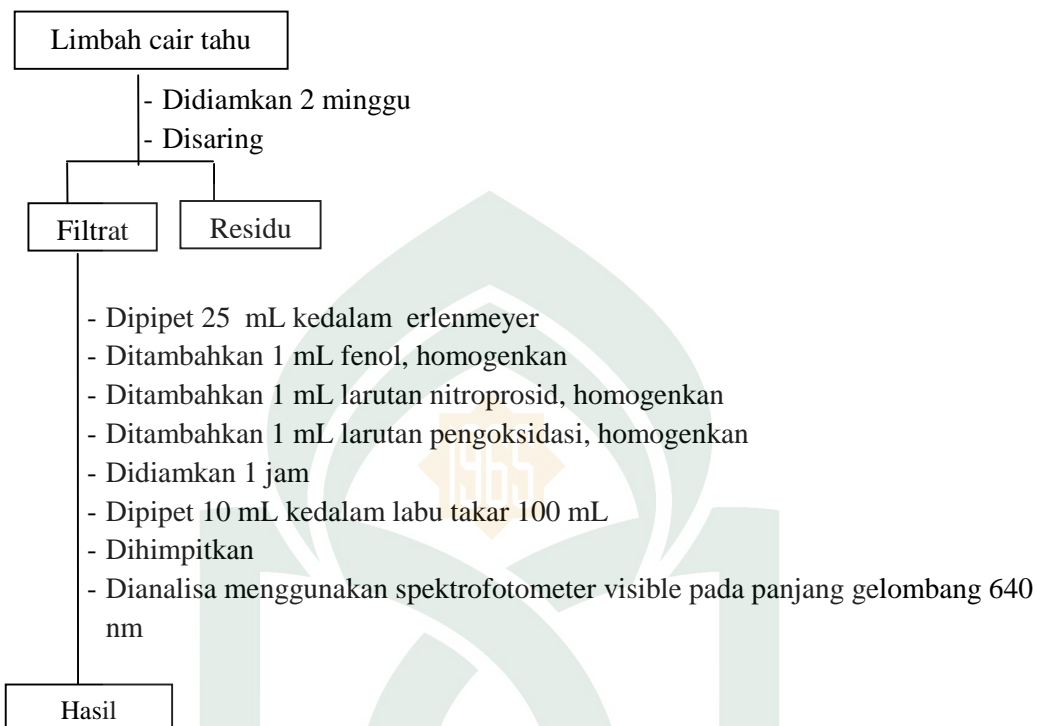 Limbah cair tahu
- Didiamkan 2 minggu
- Disaring
Filtrat
Residu
- Dipipet 25 mL kedalam erlenmeyer
- Ditambahkan 1 mL fenol, homogenkan
- Ditambahkan 1 mL larutan nitroprosid, homogenkan
- Ditambahkan 1 mL larutan pengoksidasi, homogenkan
- Didiamkan 1 jam
- Dipipet 10 mL kedalam labu takar 100 mL
- Dihimpitkan
- Dianalisa menggunakan spektrofotometer visible pada panjang gelombang 640
nm
Hasil
1965